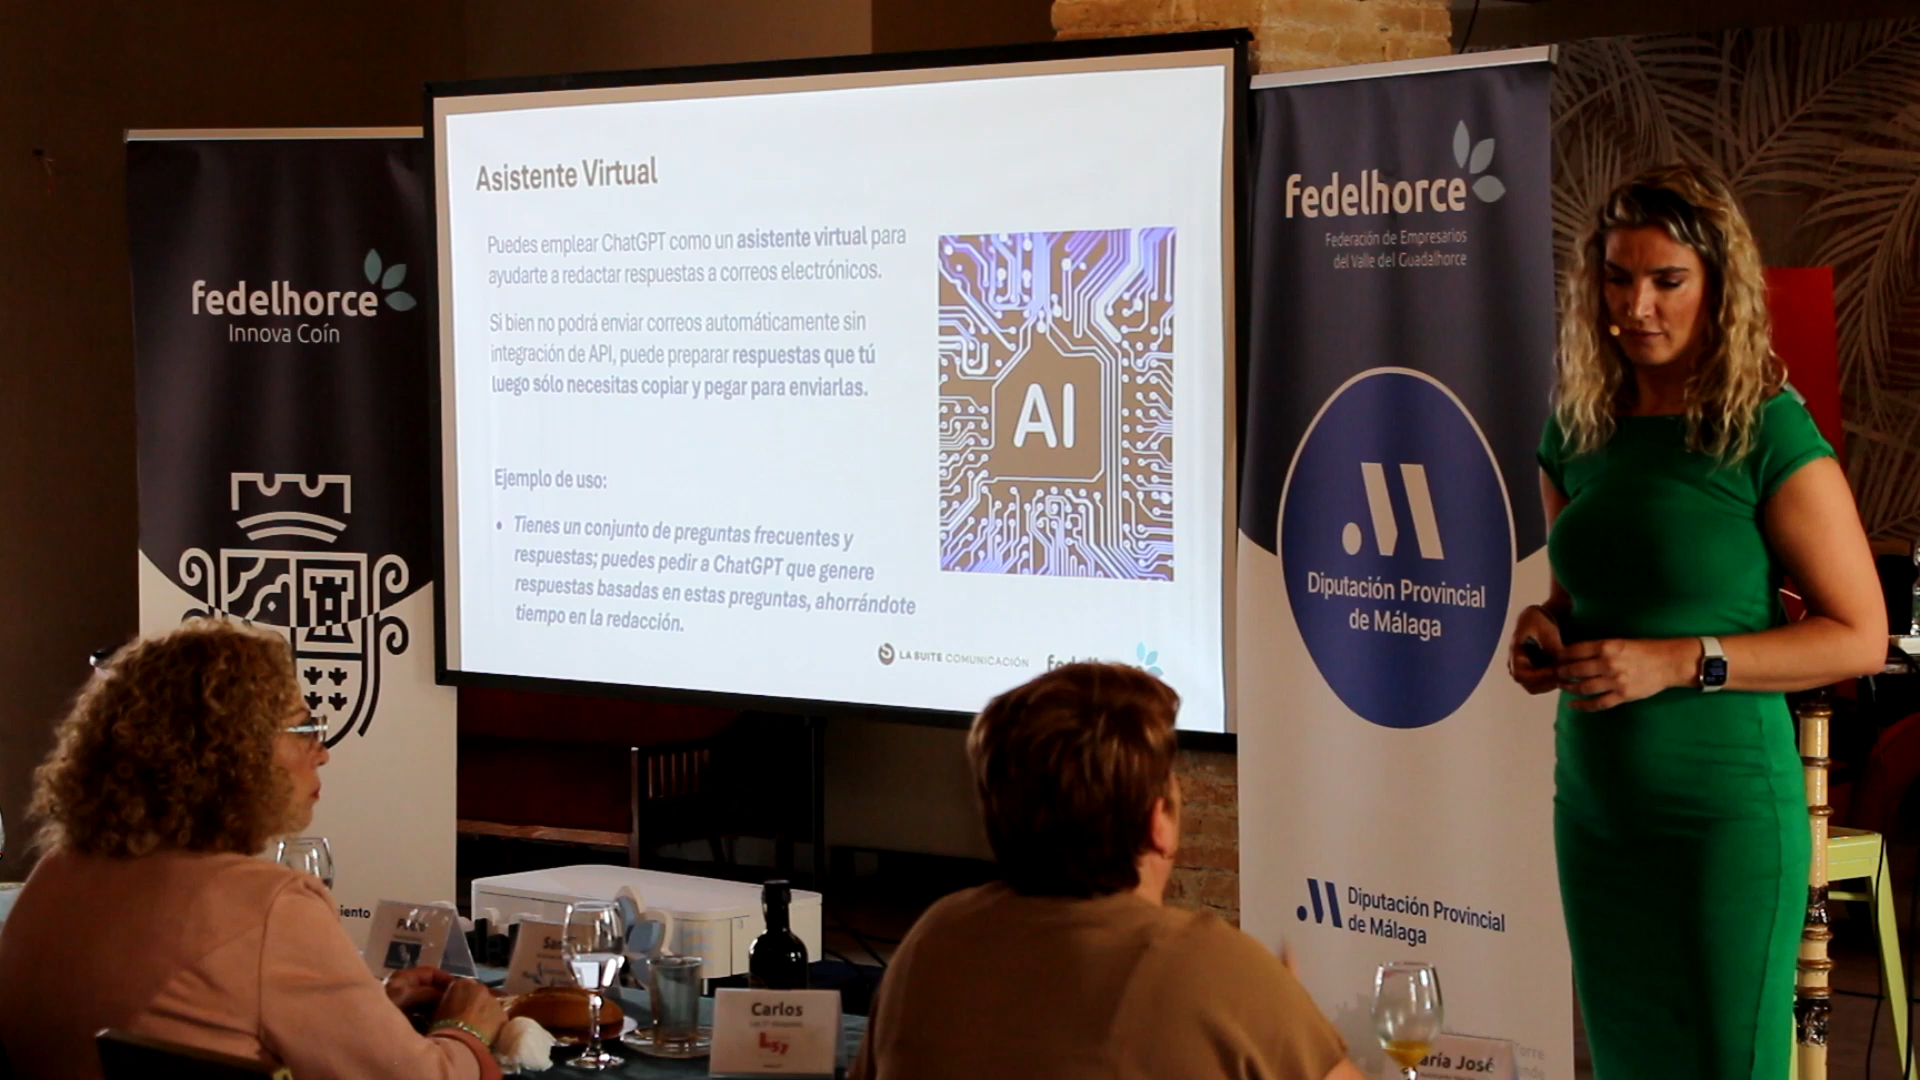 fedelhorce
Innova Coín
Asistente Virtual
Puedes emplear ChatGPT como un asistente virtual para
ayudarte a redactar respuestas a correos electrónicos.
Si bien no podrá enviar correos automáticamente sin
integración de API, puede preparar respuestas que tú
luego sólo necesitas copiar y pegar para enviarlas.
Ejemplo de uso:
• Tienes un conjunto de preguntas frecuentes y
respuestas; puedes pedir a ChatGPT que genere
respuestas basadas en estas preguntas, ahorrándote
tiempo en la redacción.
AI
LA SUITE COMUNICACIÓN
fedelhorce
Federación de Empresarios
del Valle del Guadalhorce
Diputación Provincial
de Málaga
Diputación Provincial
de Málaga
iento
Carlos
L57
aría José
Torre